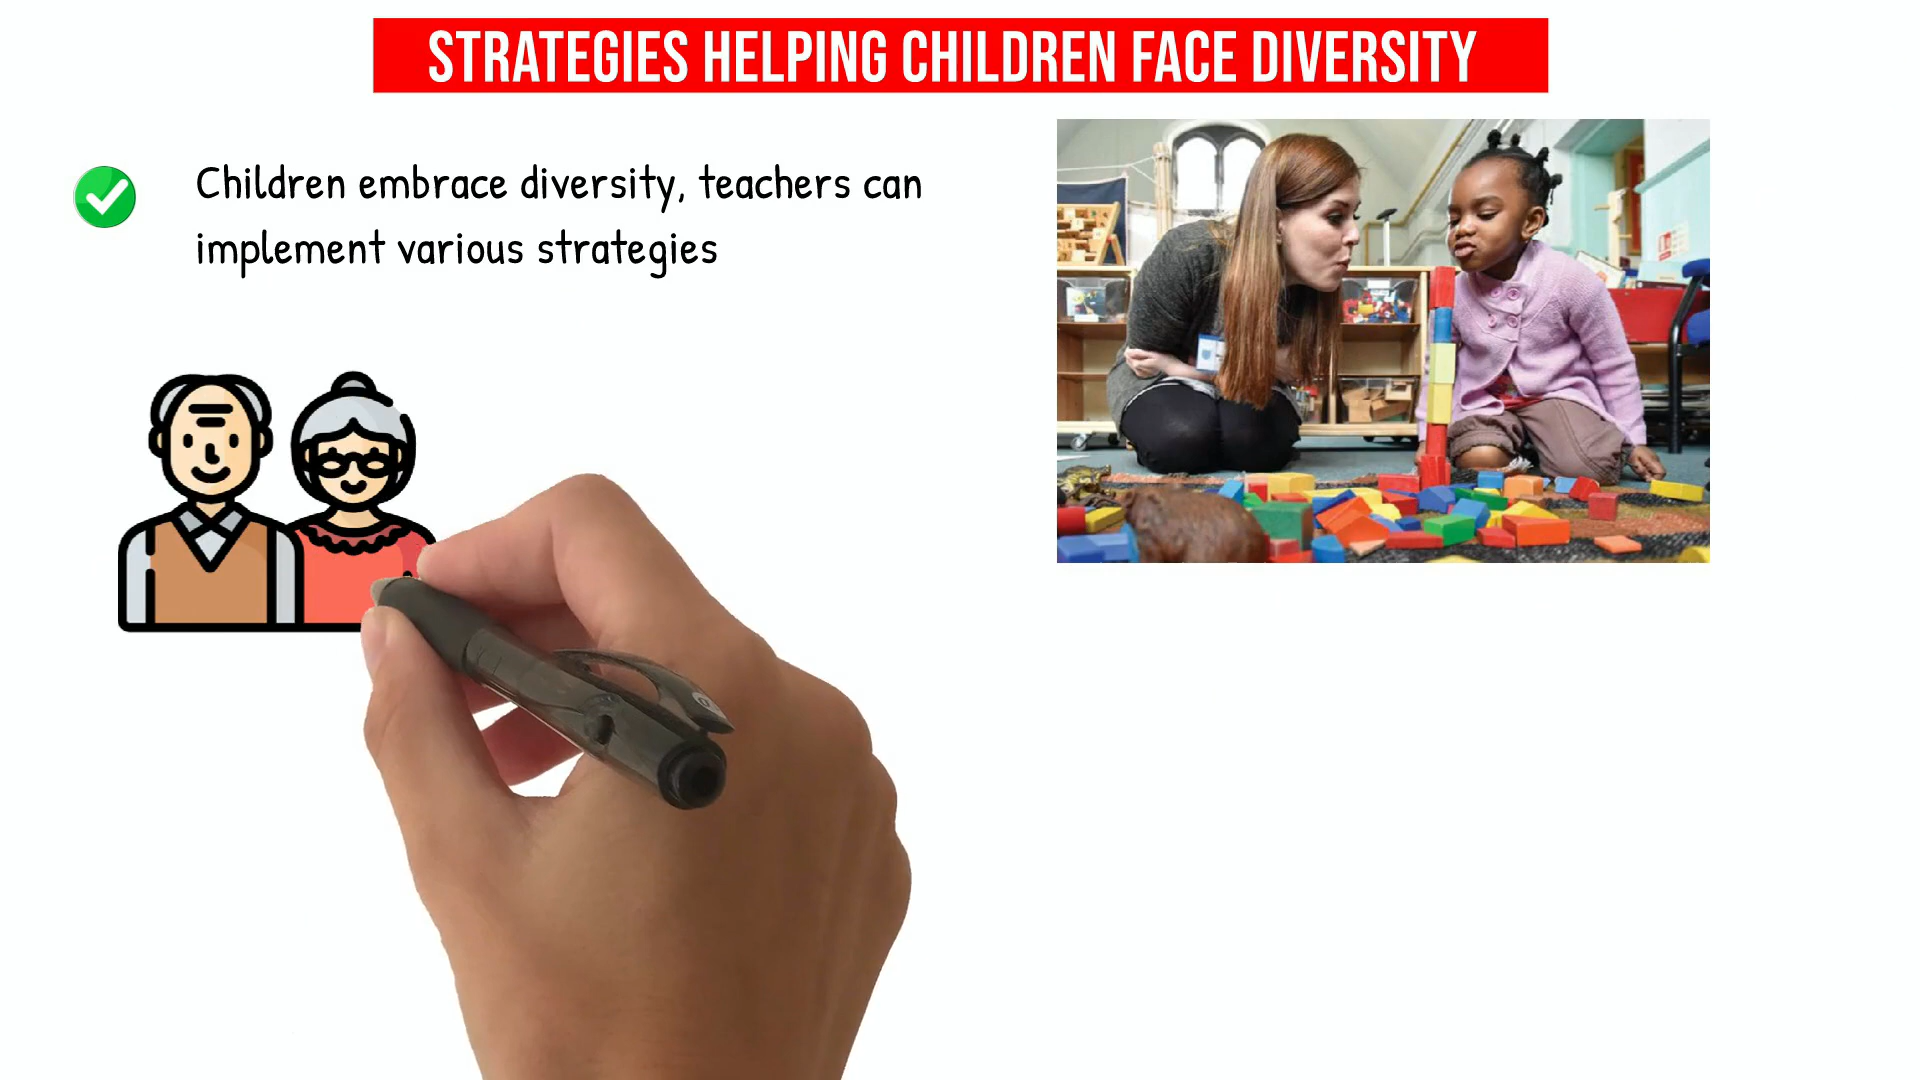 STRATEGIES HELPING CHILDREN FACE DIVERSITY
Children embrace diversity, teachers can
implement various strategies